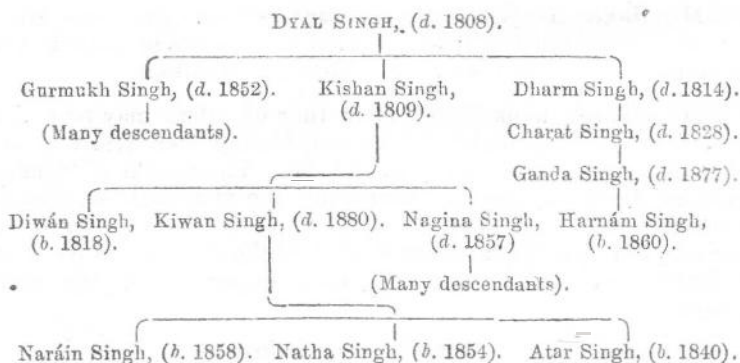 DYAL SINGH, (d. 1808).
Gurmukh Singh, (d. 1852). Kishan Singh, Dharm Singh, (d. 1814).
(d. 1809).
(Many descendants). Charat Singh, (d. 1828).
Ganda Singh, (d. 1877).
Diwán Singh, Kiwan Singh, (d. 1880). Nagina Singh, Harnám Singh,
(b. 1818). (d. 1857) (b. 1860).
(Many descendants).
Naráin Singh, (b. 1858). Natha Singh, (b. 1854). Atar Singh, (b. 1840).